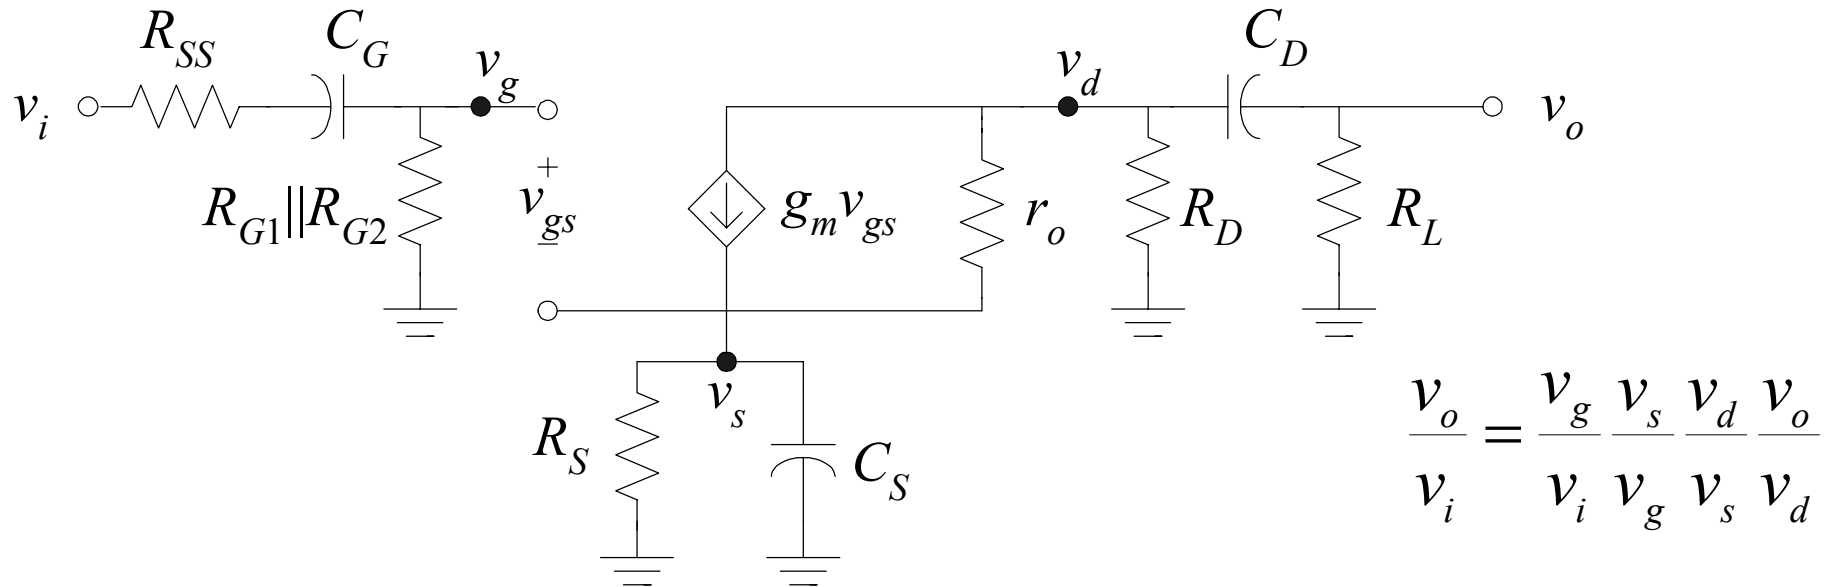 R_SS
C_G
v_g
v_d
C_D
v_i
v_o
R_G1||R_G2
+
v_gs
−
g_m v_gs
r_o
R_D
R_L
v_s
R_S
C_S
v_o/v_i = v_g/v_i v_s/v_g v_d/v_s v_o/v_d